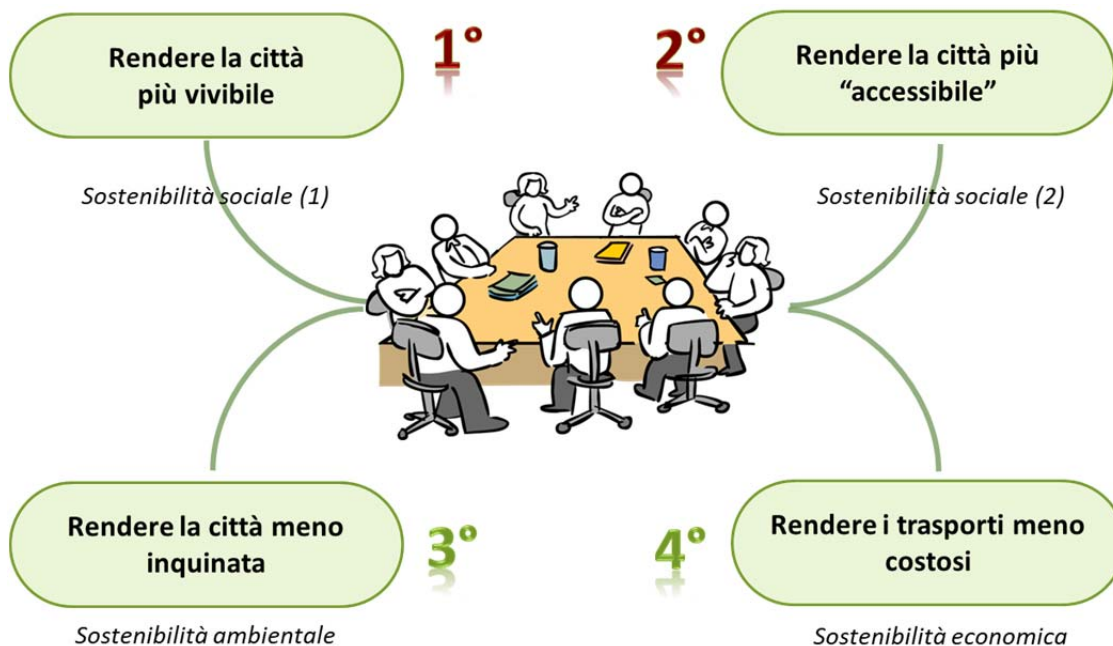 Rendere la città
più vivibile
1°
2°
Rendere la città più
“accessibile”
Sostenibilità sociale (1)
Sostenibilità sociale (2)
Rendere la città meno
inquinata
3°
4°
Rendere i trasporti meno
costosi
Sostenibilità ambientale
Sostenibilità economica